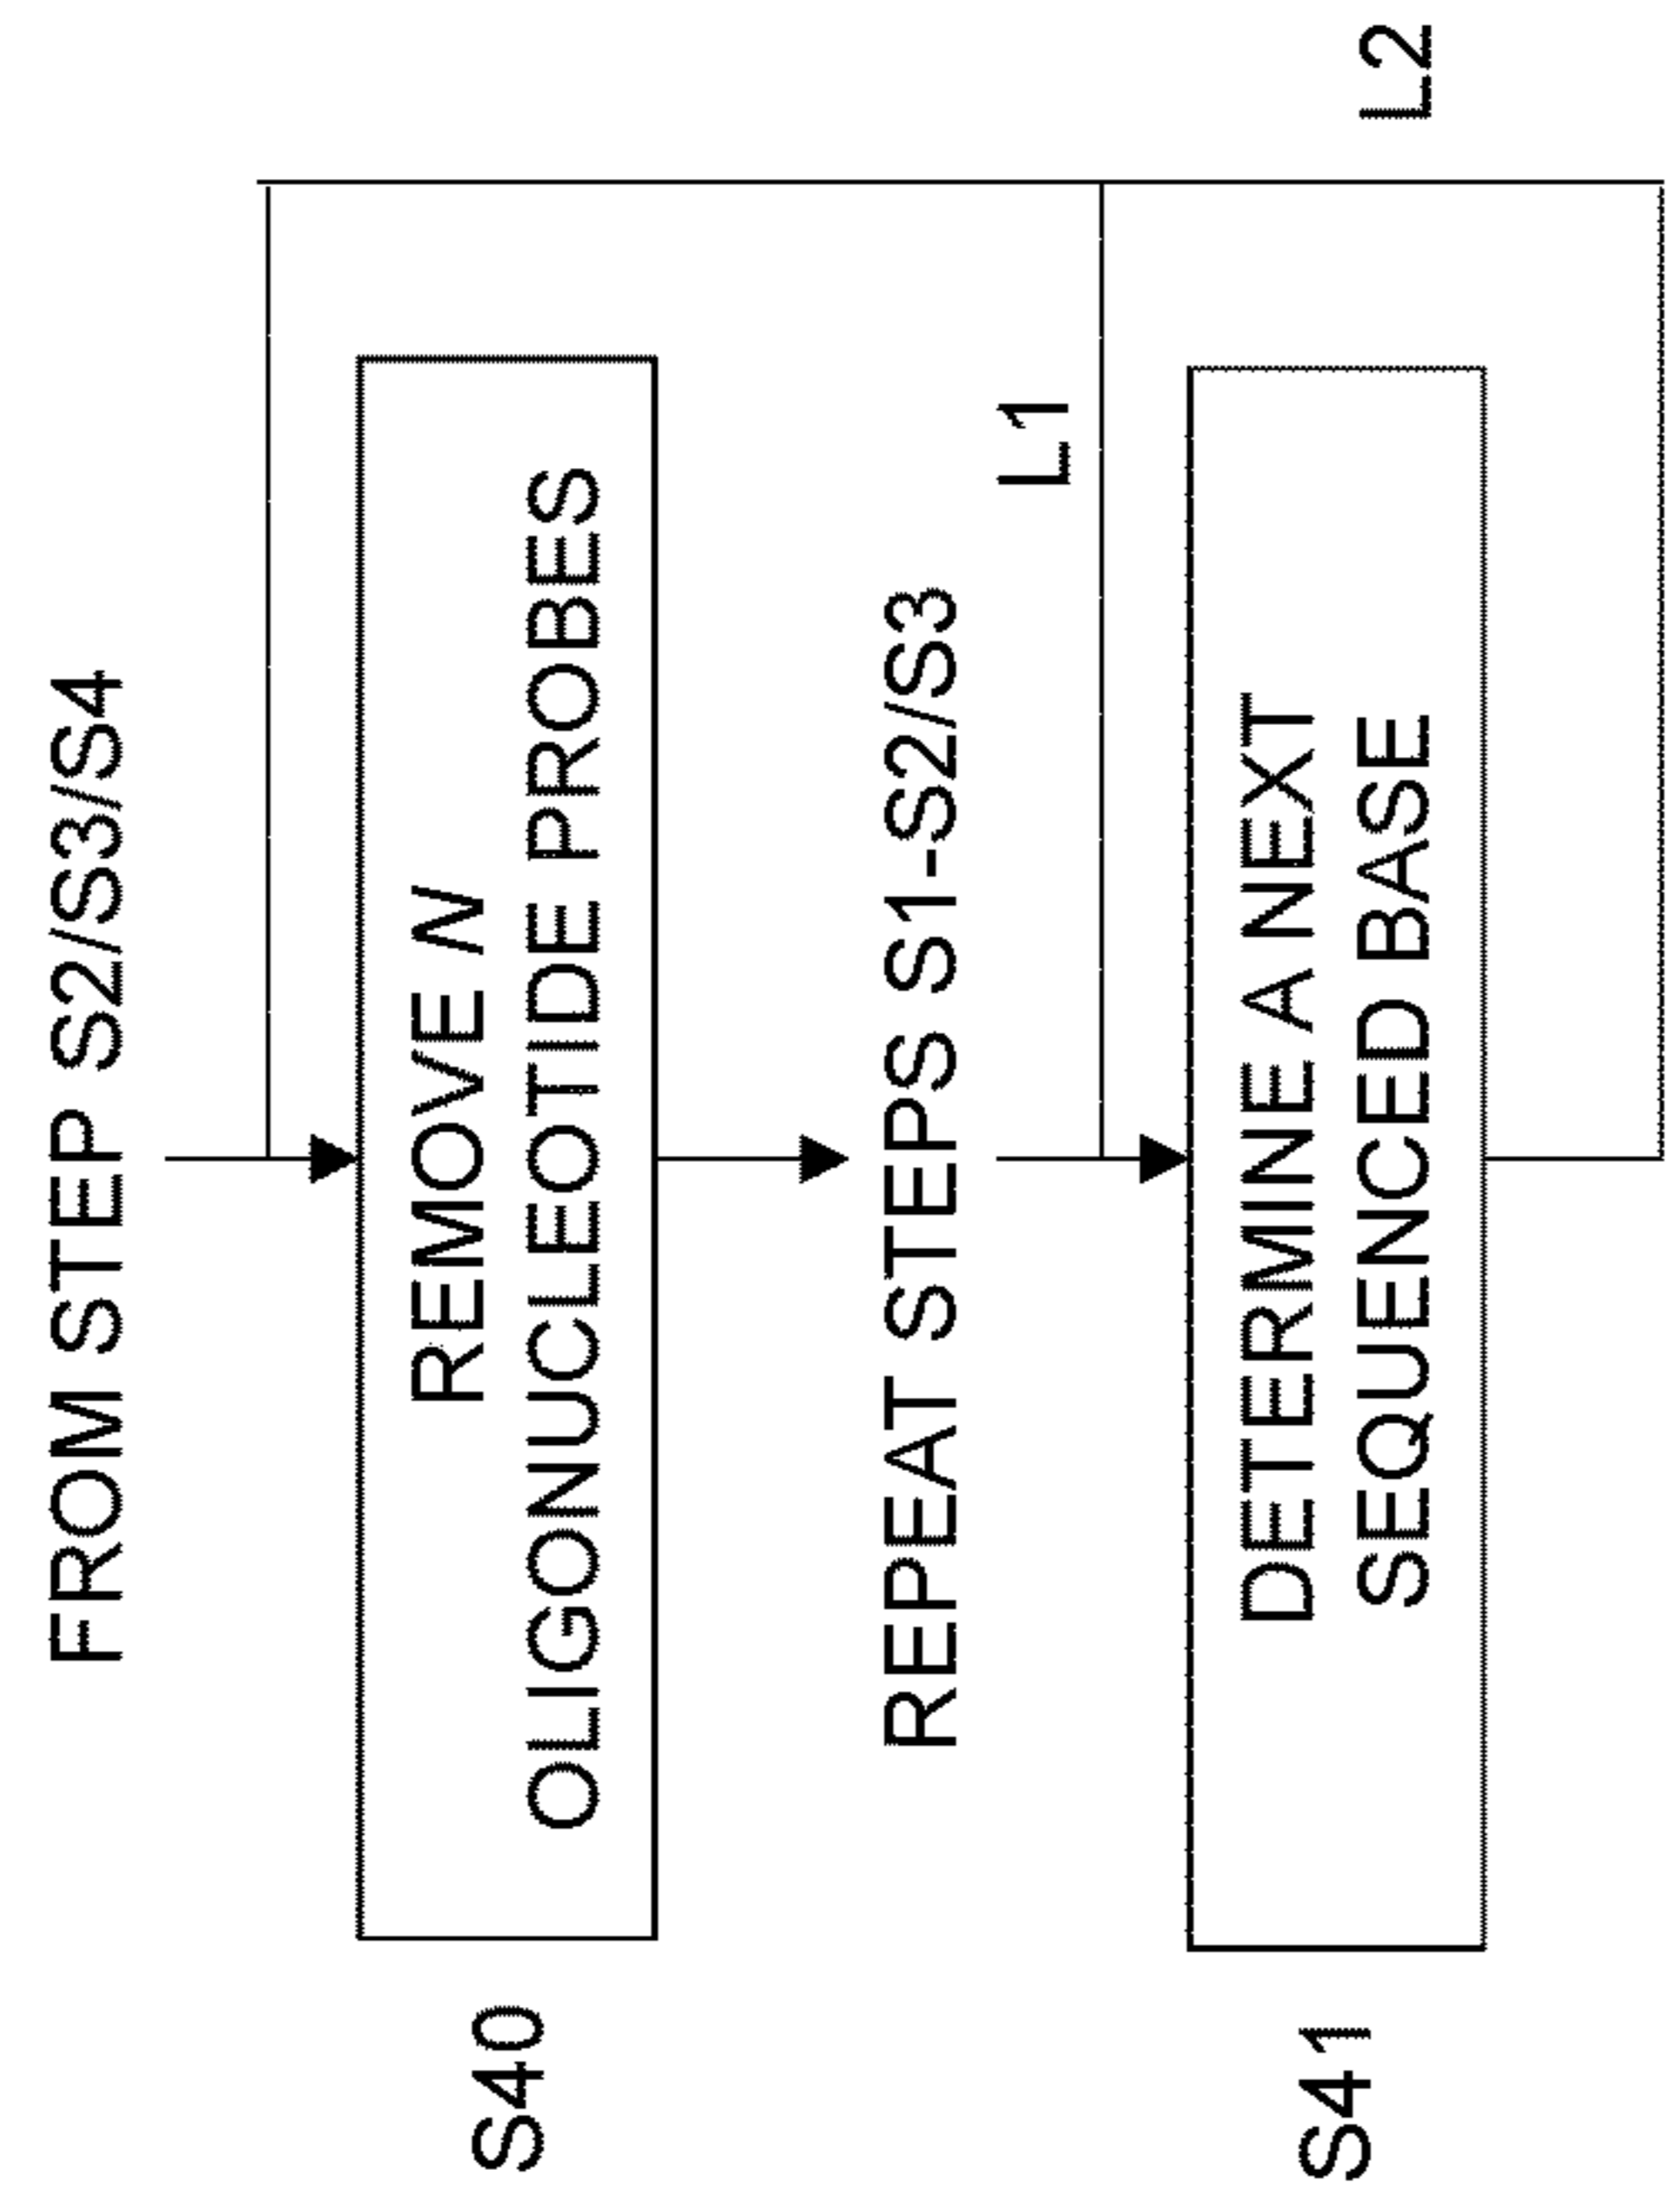 FROM STEP S2/S3/S4
S40
REMOVE N
OLIGONUCLEOTIDE PROBES
REPEAT STEPS S1-S2/S3
L1
S41
DETERMINE A NEXT
SEQUENCED BASE
L2